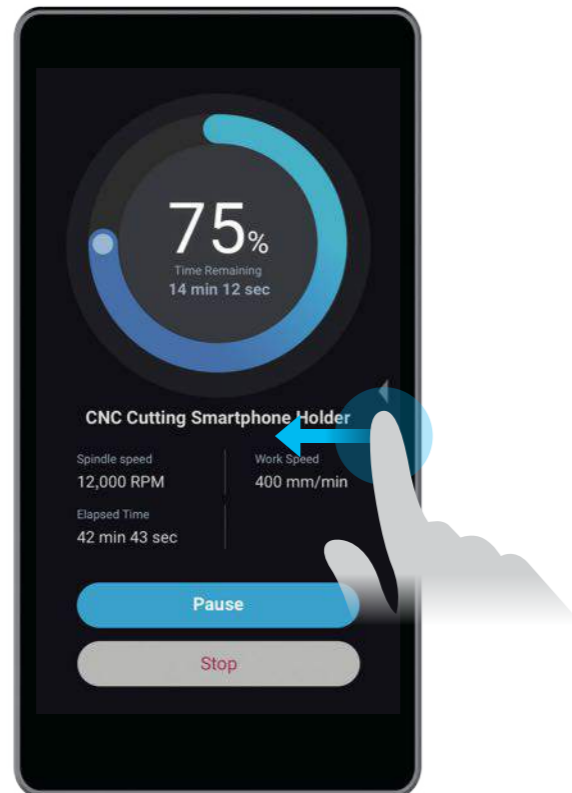 75%
Time Remaining
14 min 12 sec
CNC Cutting Smartphone Holder
Spindle speed
Work Speed
12,000 RPM
400 mm/min
Elapsed Time
42 min 43 sec
Pause
Stop